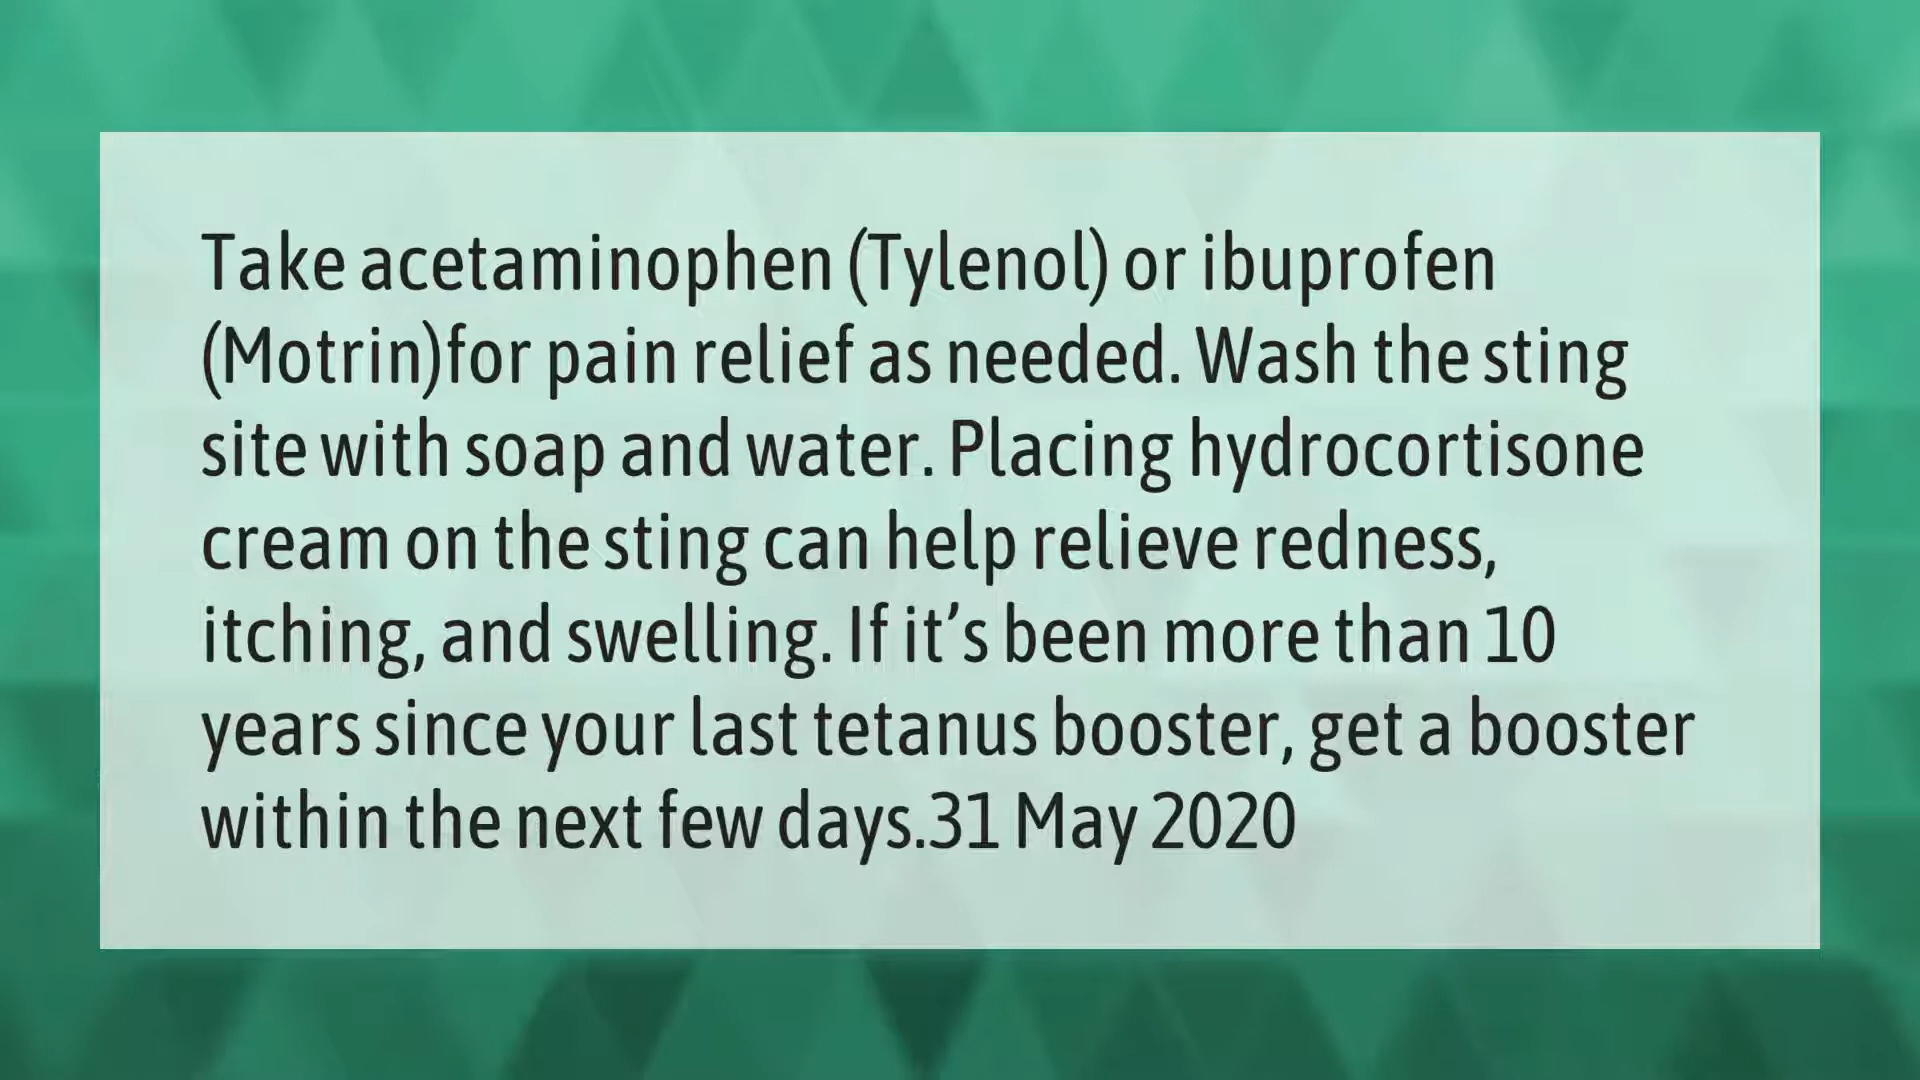 Take acetaminophen (Tylenol) or ibuprofen
(Motrin)for pain relief as needed. Wash the sting
site with soap and water. Placing hydrocortisone
cream on the sting can help relieve redness,
itching, and swelling. If it’s been more than 10
years since your last tetanus booster, get a booster
within the next few days.31 May 2020